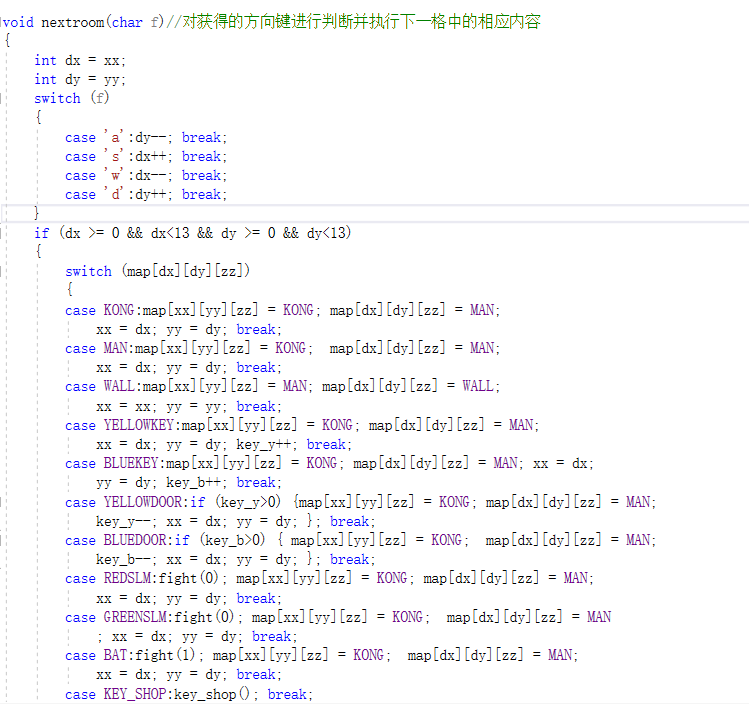 void nextroom(char f)//对获得的方向键进行判断并执行下一格中的相应内容
{
    int dx = xx;
    int dy = yy;
    switch (f)
    {
        case 'a':dy--; break;
        case 's':dx++; break;
        case 'w':dx--; break;
        case 'd':dy++; break;
    }
    if (dx >= 0 && dx<13 && dy >= 0 && dy<13)
    {
        switch (map[dx][dy][zz])
        {
        case KONG:map[xx][yy][zz] = KONG; map[dx][dy][zz] = MAN;
            xx = dx; yy = dy; break;
        case MAN:map[xx][yy][zz] = KONG;  map[dx][dy][zz] = MAN;
            xx = dx; yy = dy; break;
        case WALL:map[xx][yy][zz] = MAN; map[dx][dy][zz] = WALL;
            xx = xx; yy = yy; break;
        case YELLOWKEY:map[xx][yy][zz] = KONG; map[dx][dy][zz] = MAN;
            xx = dx; yy = dy; key_y++; break;
        case BLUEKEY:map[xx][yy][zz] = KONG; map[dx][dy][zz] = MAN; xx = dx;
            yy = dy; key_b++; break;
        case YELLOWDOOR:if (key_y>0) {map[xx][yy][zz] = KONG; map[dx][dy][zz] = MAN;
            key_y--; xx = dx; yy = dy; }; break;
        case BLUEDOOR:if (key_b>0) { map[xx][yy][zz] = KONG;  map[dx][dy][zz] = MAN;
            key_b--; xx = dx; yy = dy; }; break;
        case REDSLM:fight(0); map[xx][yy][zz] = KONG; map[dx][dy][zz] = MAN;
            xx = dx; yy = dy; break;
        case GREENSLM:fight(0); map[xx][yy][zz] = KONG;  map[dx][dy][zz] = MAN
            ; xx = dx; yy = dy; break;
        case BAT:fight(1); map[xx][yy][zz] = KONG;  map[dx][dy][zz] = MAN;
            xx = dx; yy = dy; break;
        case KEY_SHOP:key_shop(); break;